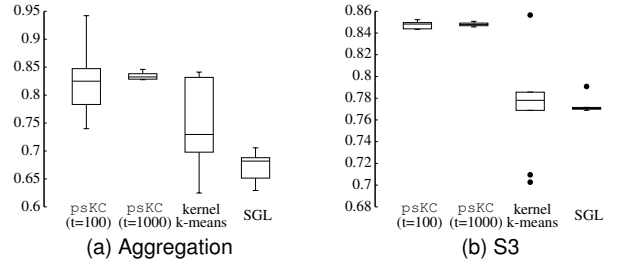 0.95
0.9
0.85
0.8
0.75
0.7
0.65
0.6
psKC (t=100)
psKC (t=1000)
kernel k-means
SGL
(a) Aggregation
0.86
0.84
0.82
0.8
0.78
0.76
0.74
0.72
0.7
0.68
psKC (t=100)
psKC (t=1000)
kernel k-means
SGL
(b) S3